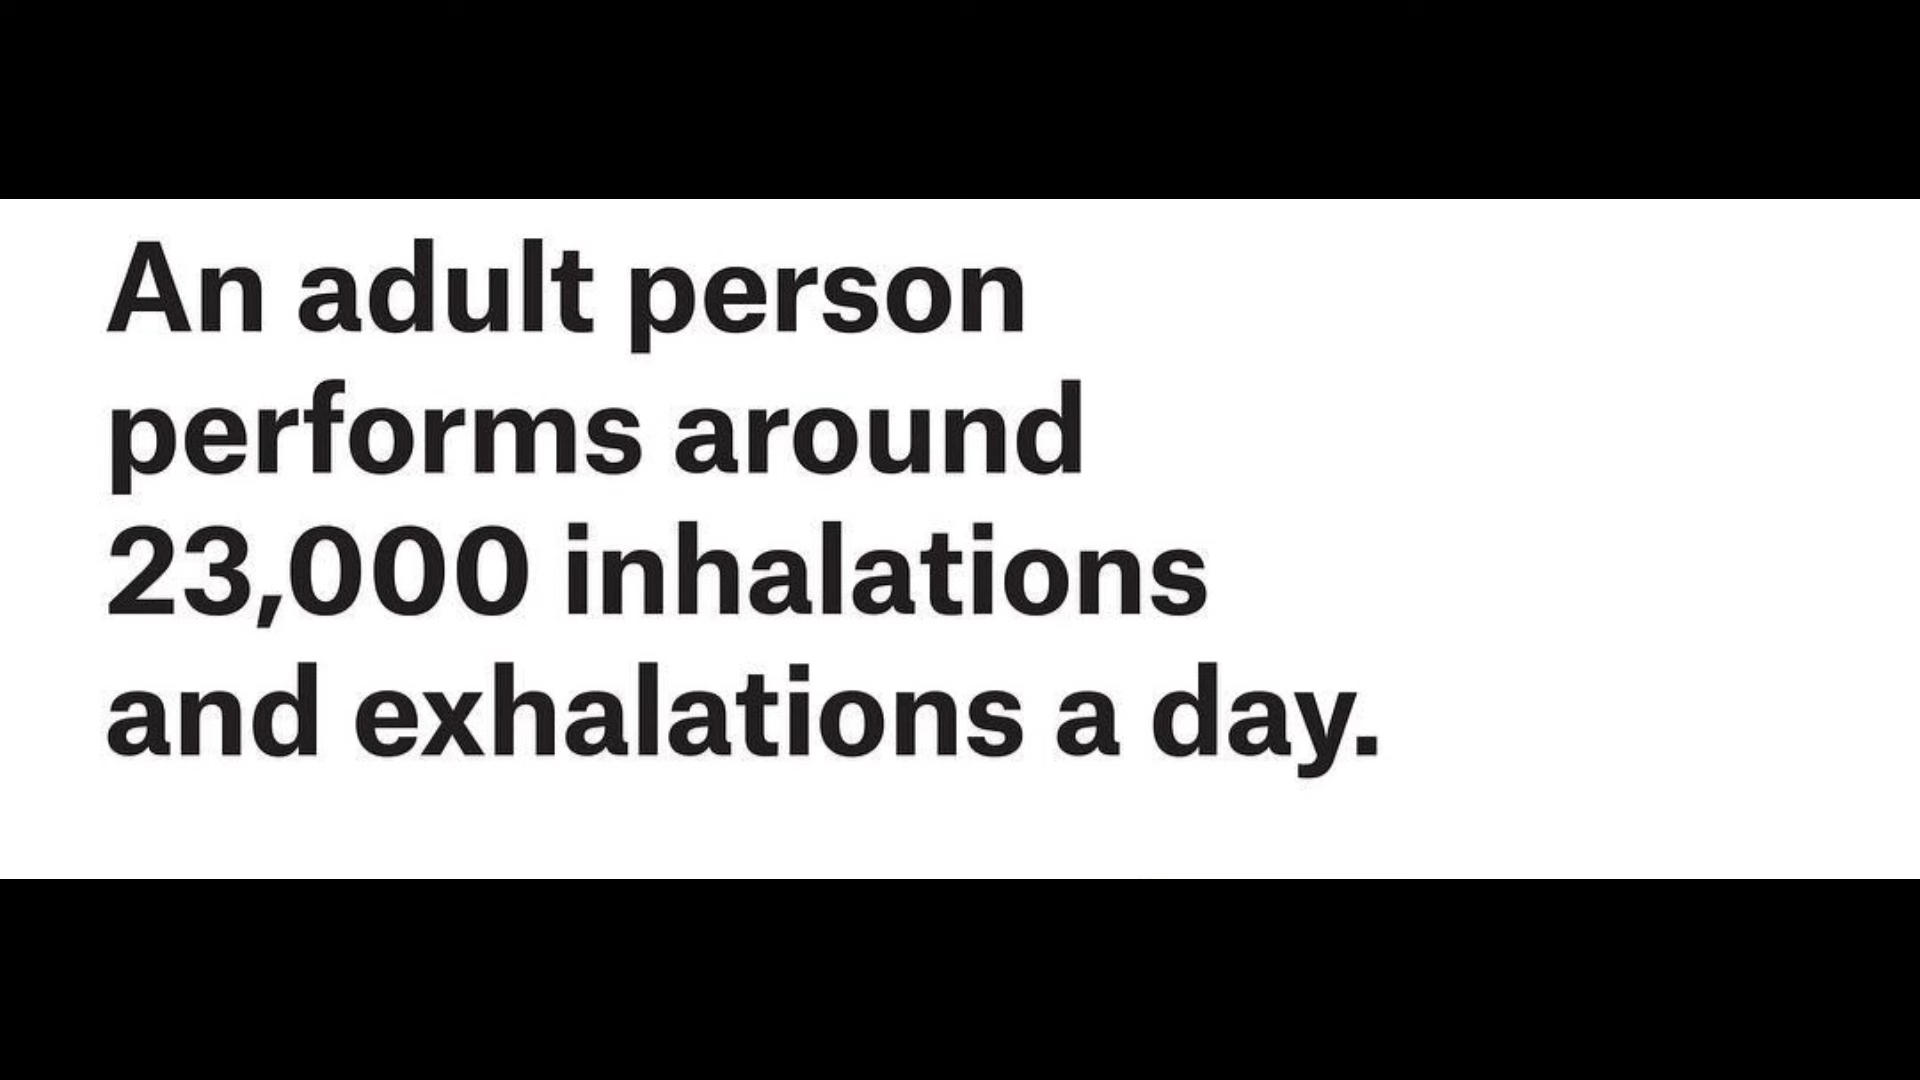 An adult person
performs around
23,000 inhalations
and exhalations a day.